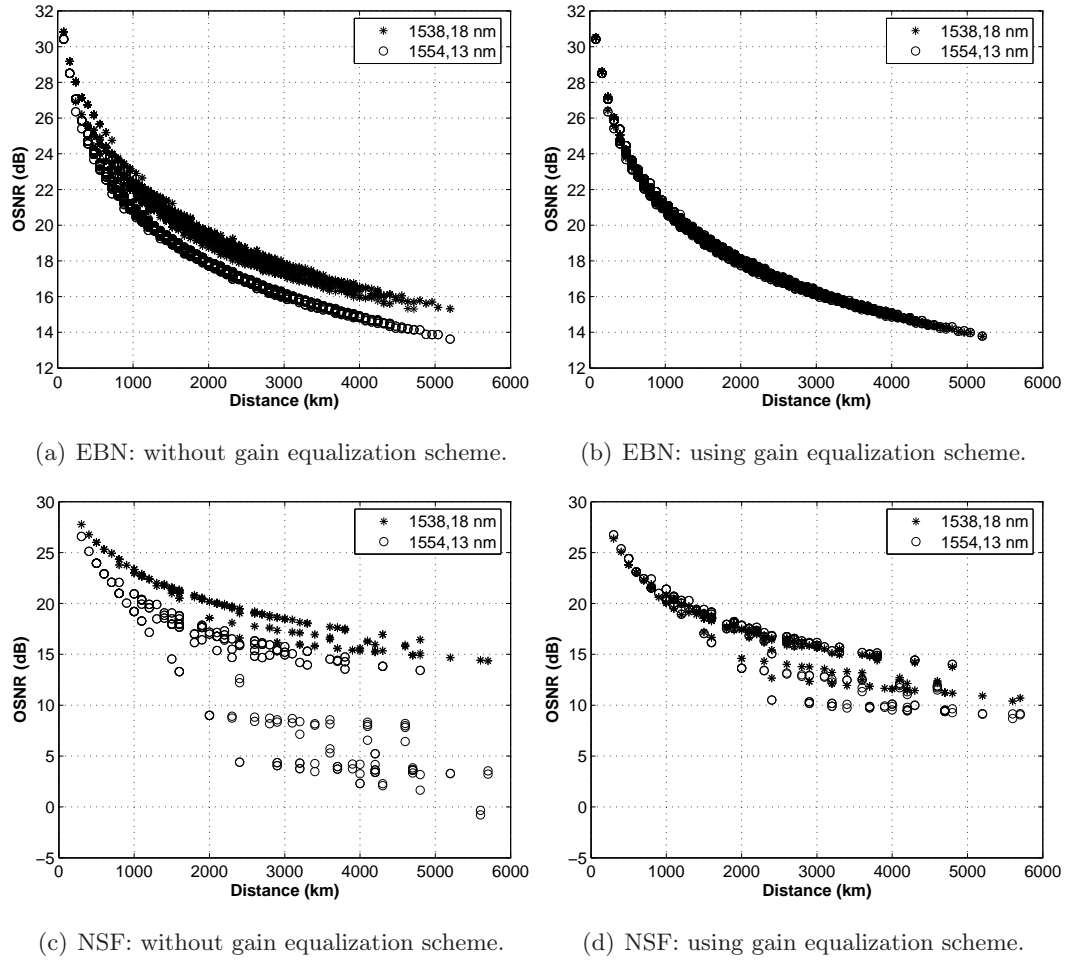 32
30
28
26
24
22
20
18
16
14
12
OSNR (dB)
0 1000 2000 3000 4000 5000 6000
Distance (km)
1538,18 nm
1554,13 nm
(a) EBN: without gain equalization scheme.
32
30
28
26
24
22
20
18
16
14
12
OSNR (dB)
0 1000 2000 3000 4000 5000 6000
Distance (km)
1538,18 nm
1554,13 nm
(b) EBN: using gain equalization scheme.
30
25
20
15
10
5
0
−5
OSNR (dB)
0 1000 2000 3000 4000 5000 6000
Distance (km)
1538,18 nm
1554,13 nm
(c) NSF: without gain equalization scheme.
30
25
20
15
10
5
0
−5
OSNR (dB)
0 1000 2000 3000 4000 5000 6000
Distance (km)
1538,18 nm
1554,13 nm
(d) NSF: using gain equalization scheme.